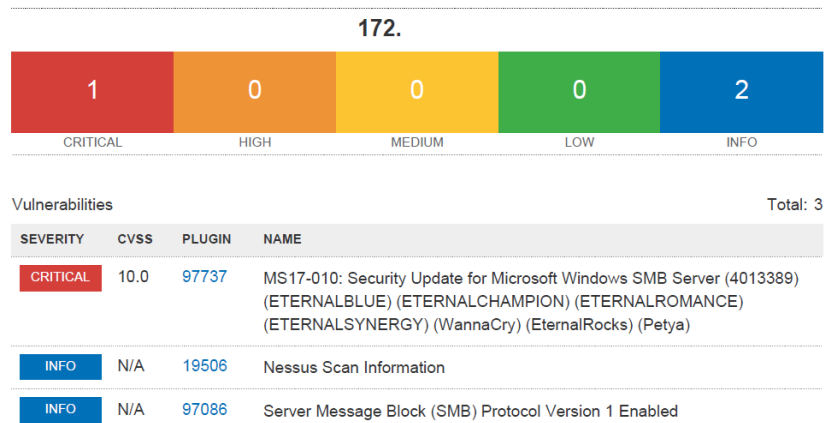 172.
1 0 0 0 2
CRITICAL HIGH MEDIUM LOW INFO
Vulnerabilities Total: 3
SEVERITY CVSS PLUGIN NAME
CRITICAL 10.0 97737 MS17-010: Security Update for Microsoft Windows SMB Server (4013389)
(ETERNALBLUE) (ETERNALCHAMPION) (ETERNALROMANCE)
(ETERNALSYNERGY) (WannaCry) (EternalRocks) (Petya)
INFO N/A 19506 Nessus Scan Information
INFO N/A 97086 Server Message Block (SMB) Protocol Version 1 Enabled